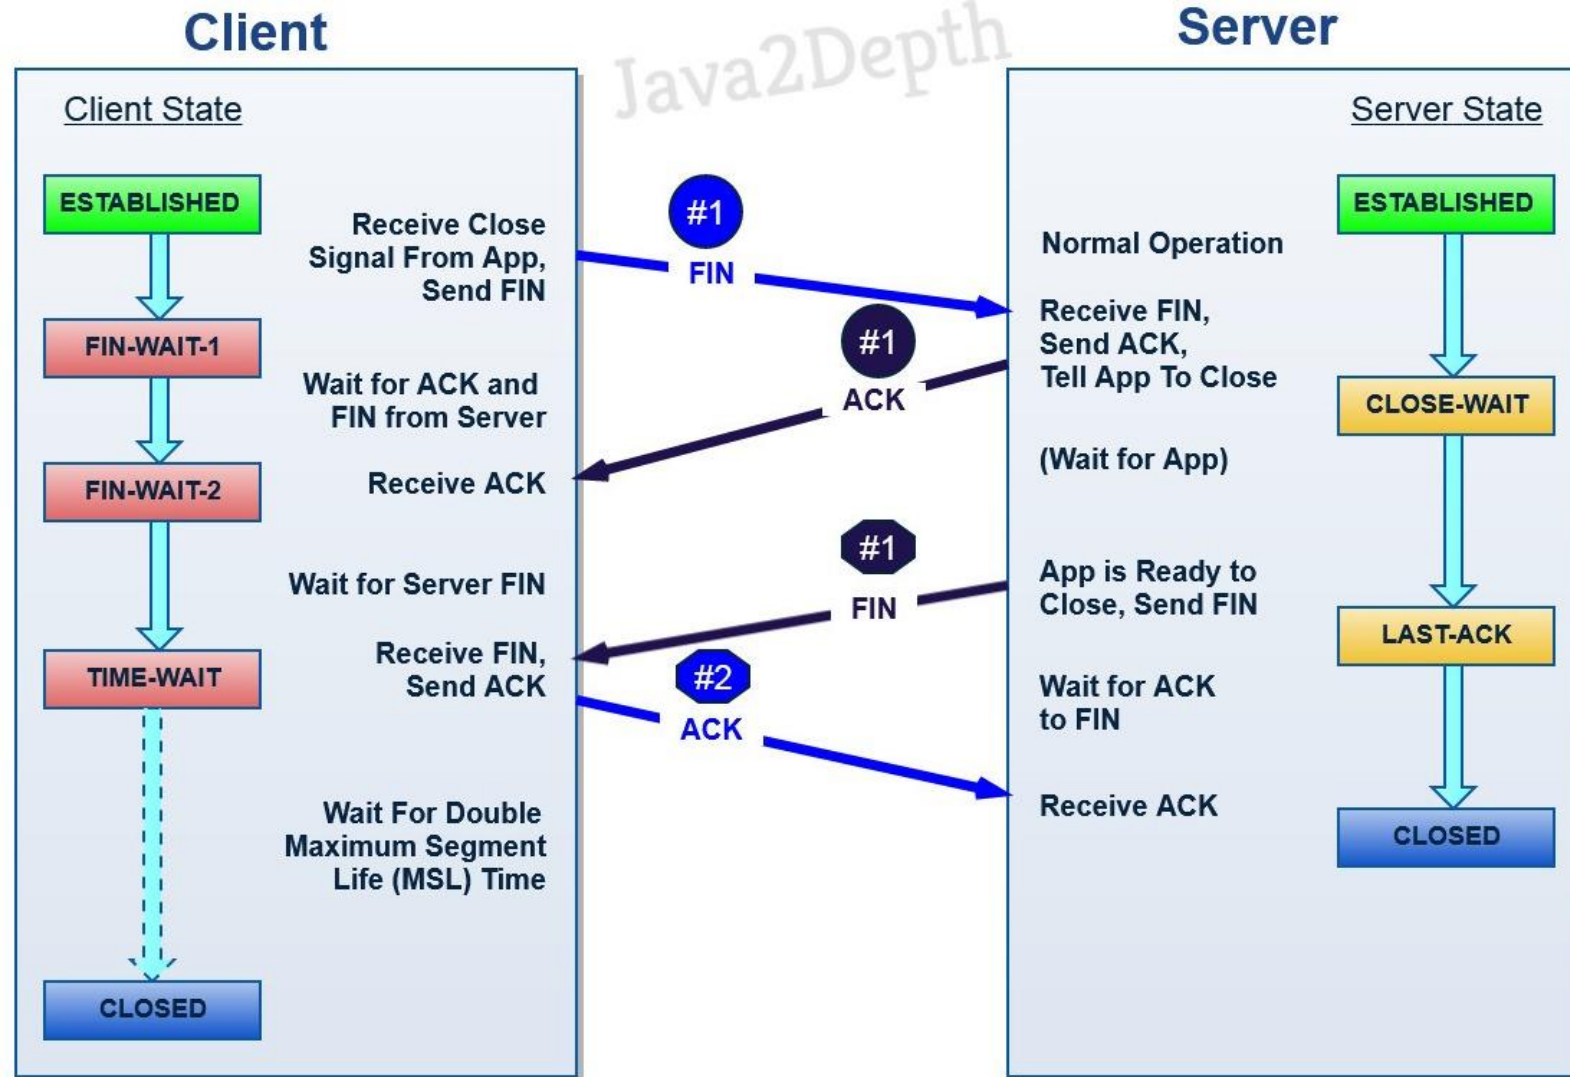 Client
Server
Java2Depth
Client State
Server State
ESTABLISHED
Receive Close
Signal From App,
Send FIN
#1
FIN
Normal Operation
ESTABLISHED
Receive FIN,
Send ACK,
Tell App To Close
FIN-WAIT-1
#1
ACK
Wait for ACK and
FIN from Server
CLOSE-WAIT
(Wait for App)
FIN-WAIT-2
Receive ACK
#1
FIN
App is Ready to
Close, Send FIN
Wait for Server FIN
LAST-ACK
TIME-WAIT
Receive FIN,
Send ACK
#2
ACK
Wait for ACK
to FIN
Receive ACK
Wait For Double
Maximum Segment
Life (MSL) Time
CLOSED
CLOSED